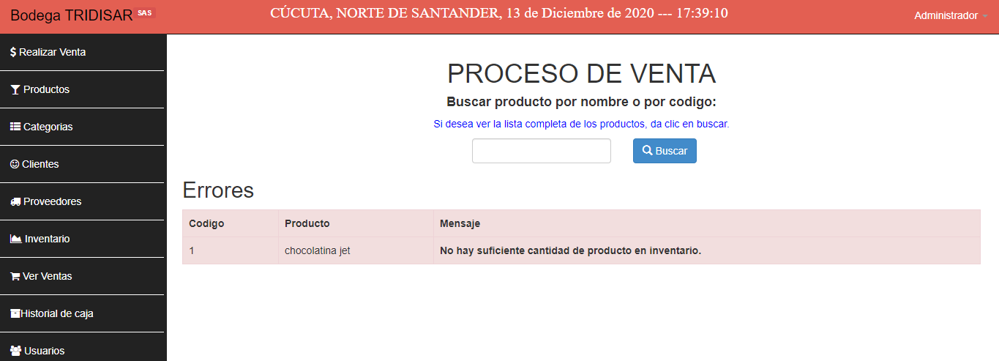 Bodega TRIDISAR SAS
CÚCUTA, NORTE DE SANTANDER, 13 de Diciembre de 2020 --- 17:39:10
Administrador
$ Realizar Venta
Productos
Categorias
Clientes
Proveedores
Inventario
Ver Ventas
Historial de caja
Usuarios
PROCESO DE VENTA
Buscar producto por nombre o por codigo:
Si desea ver la lista completa de los productos, da clic en buscar.
Buscar
Errores
Codigo Producto Mensaje
1 chocolatina jet No hay suficiente cantidad de producto en inventario.